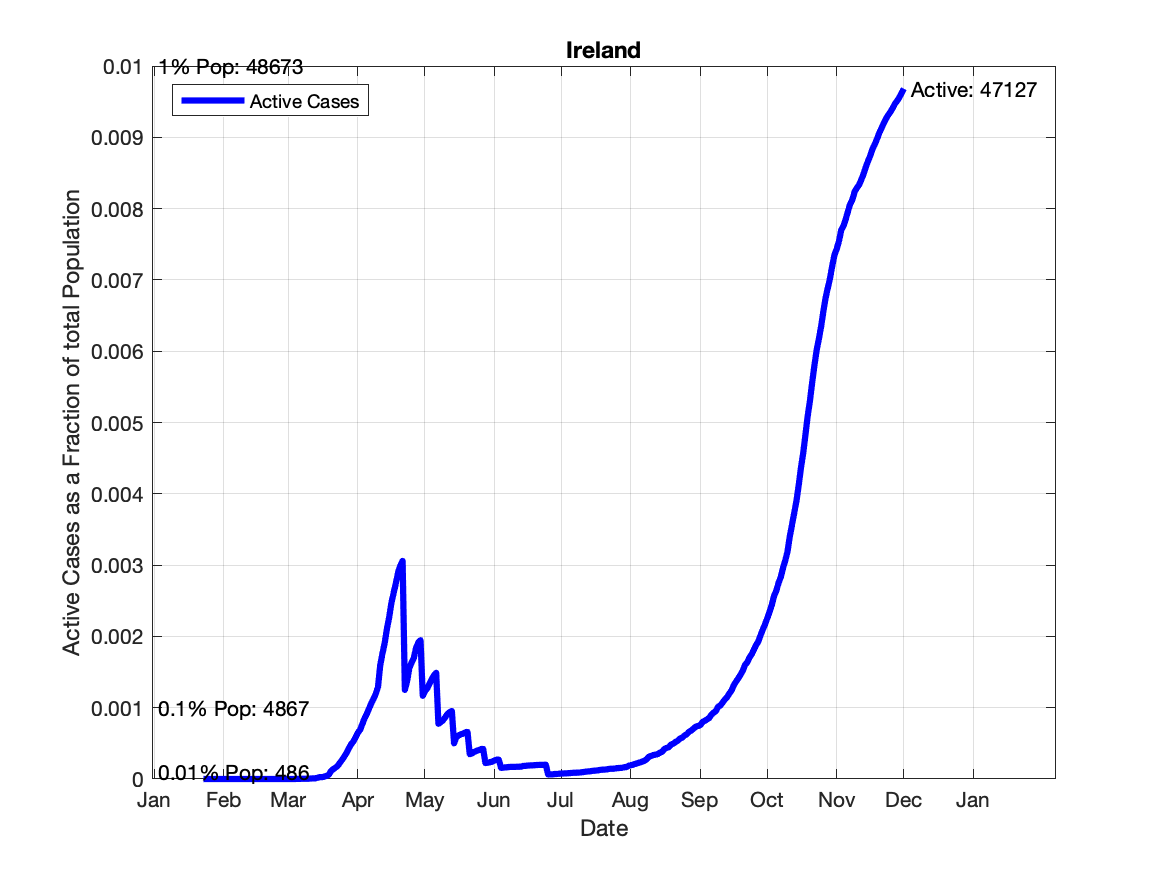 Ireland
0.01
1% Pop: 48673
Active Cases
Active: 47127
0.009
0.008
0.007
0.006
0.005
0.004
0.003
0.002
0.001
0.1% Pop: 4867
0
0.01% Pop: 486
Jan Feb Mar Apr May Jun Jul Aug Sep Oct Nov Dec Jan
Date
Active Cases as a Fraction of total Population